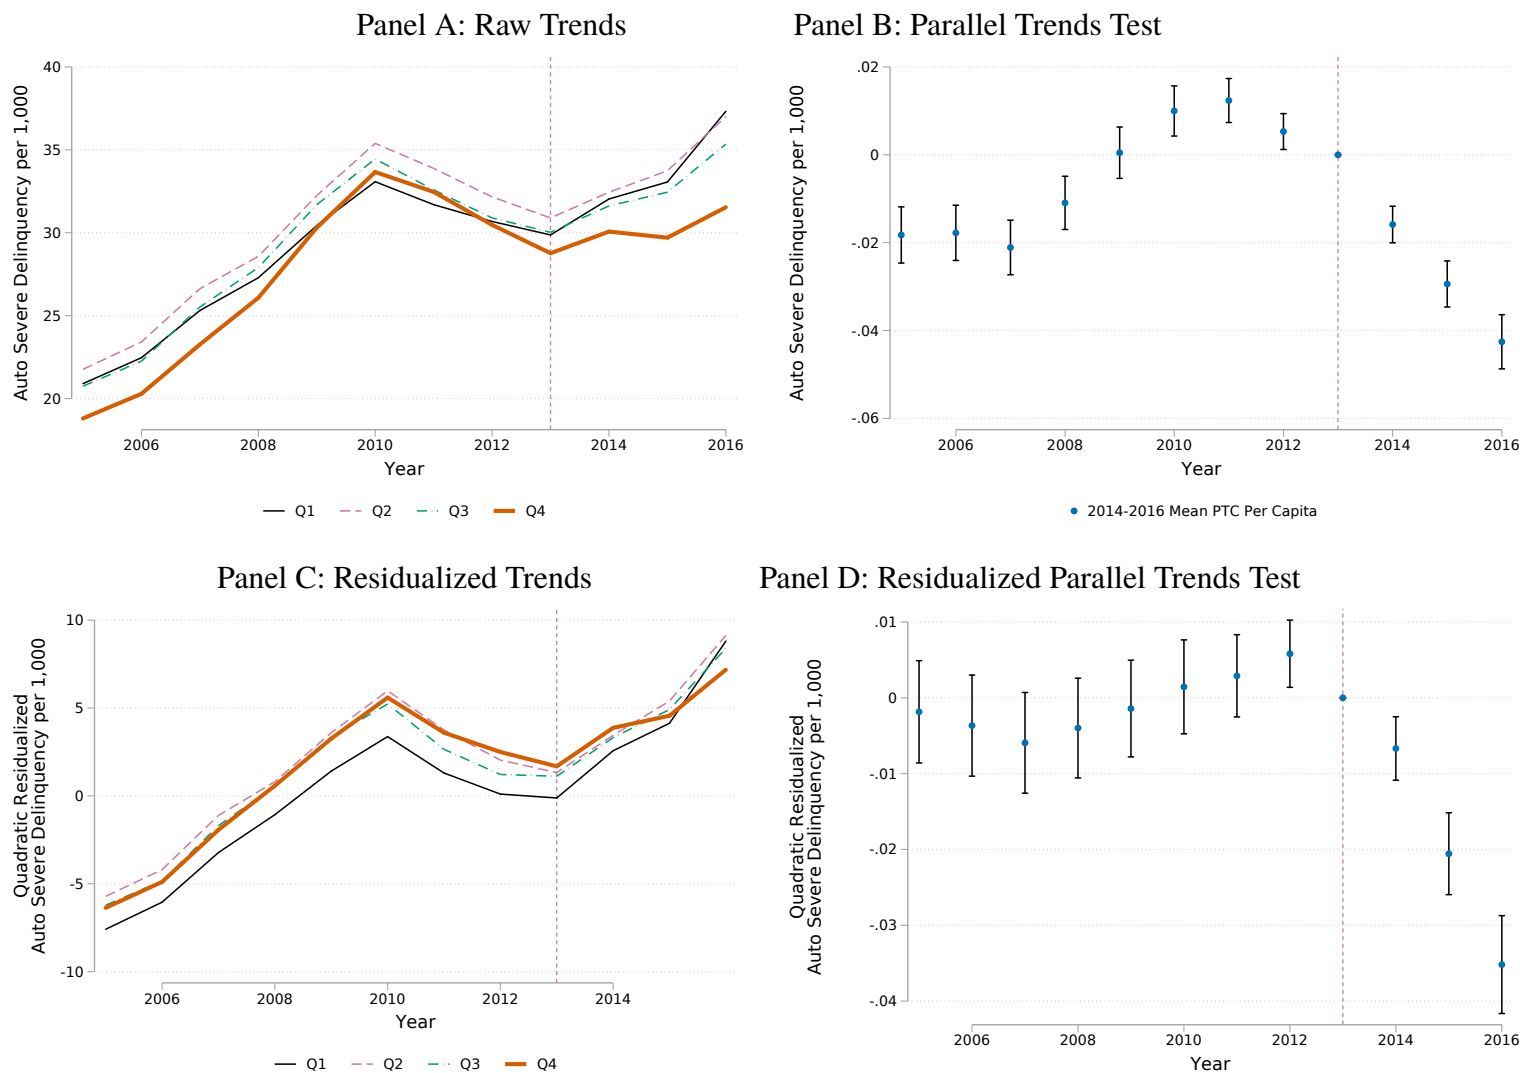 Panel A: Raw Trends
Auto Severe Delinquency per 1,000
40
35
30
25
20
2006 2008 2010 2012 2014 2016
Year
Q1 Q2 Q3 Q4
Panel B: Parallel Trends Test
Auto Severe Delinquency per 1,000
.02
0
-.02
-.04
-.06
2006 2008 2010 2012 2014 2016
Year
2014-2016 Mean PTC Per Capita
Panel C: Residualized Trends
Quadratic Residualized
Auto Severe Delinquency per 1,000
10
5
0
-5
-10
2006 2008 2010 2012 2014
Year
Q1 Q2 Q3 Q4
Panel D: Residualized Parallel Trends Test
Quadratic Residualized
Auto Severe Delinquency per 1,000
.01
0
-.01
-.02
-.03
-.04
2006 2008 2010 2012 2014 2016
Year